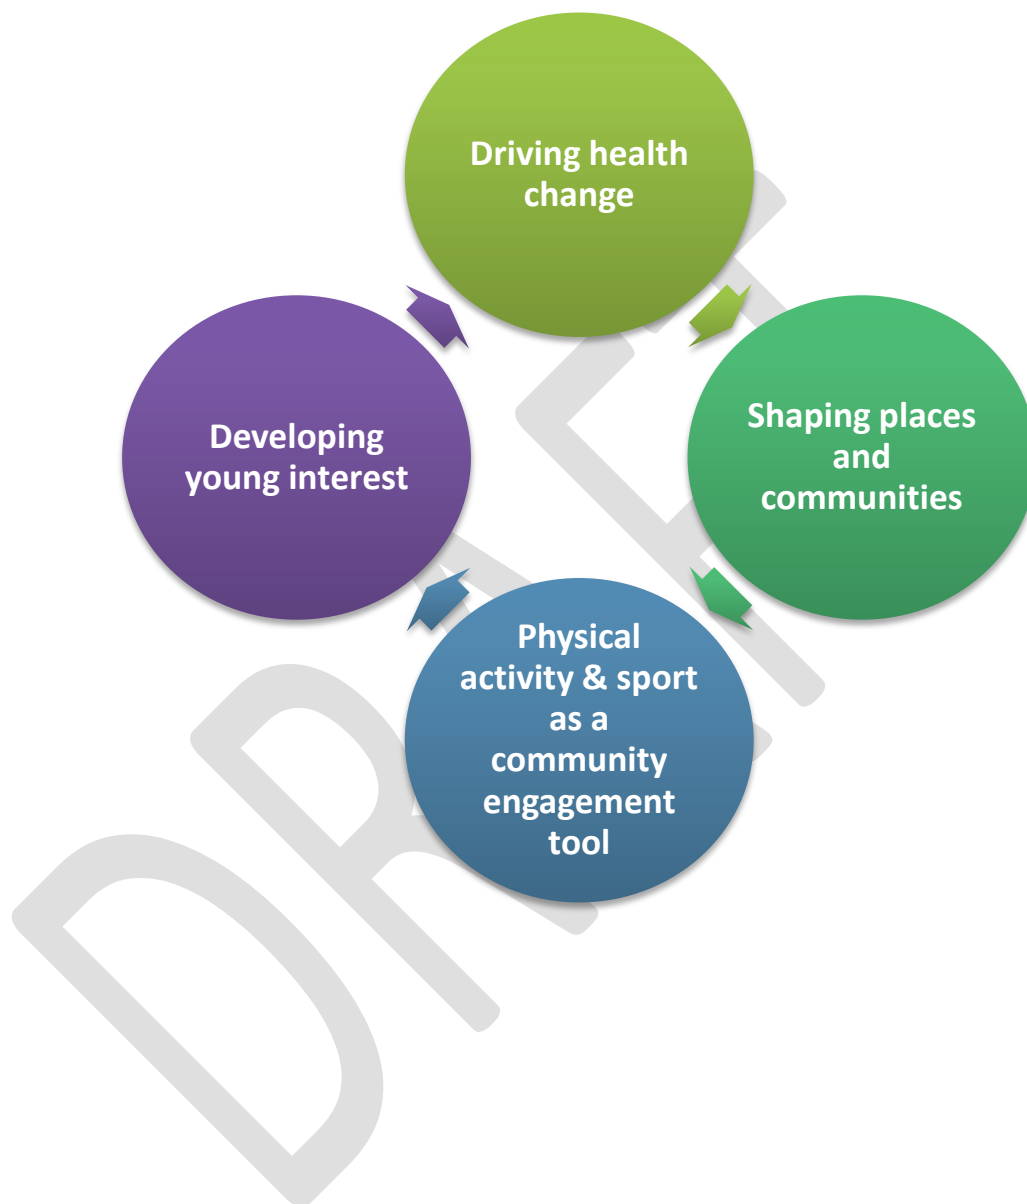 Driving health
change
Developing
young interest
Shaping places
and
communities
Physical
activity & sport
as a
community
engagement
tool
DRAFT